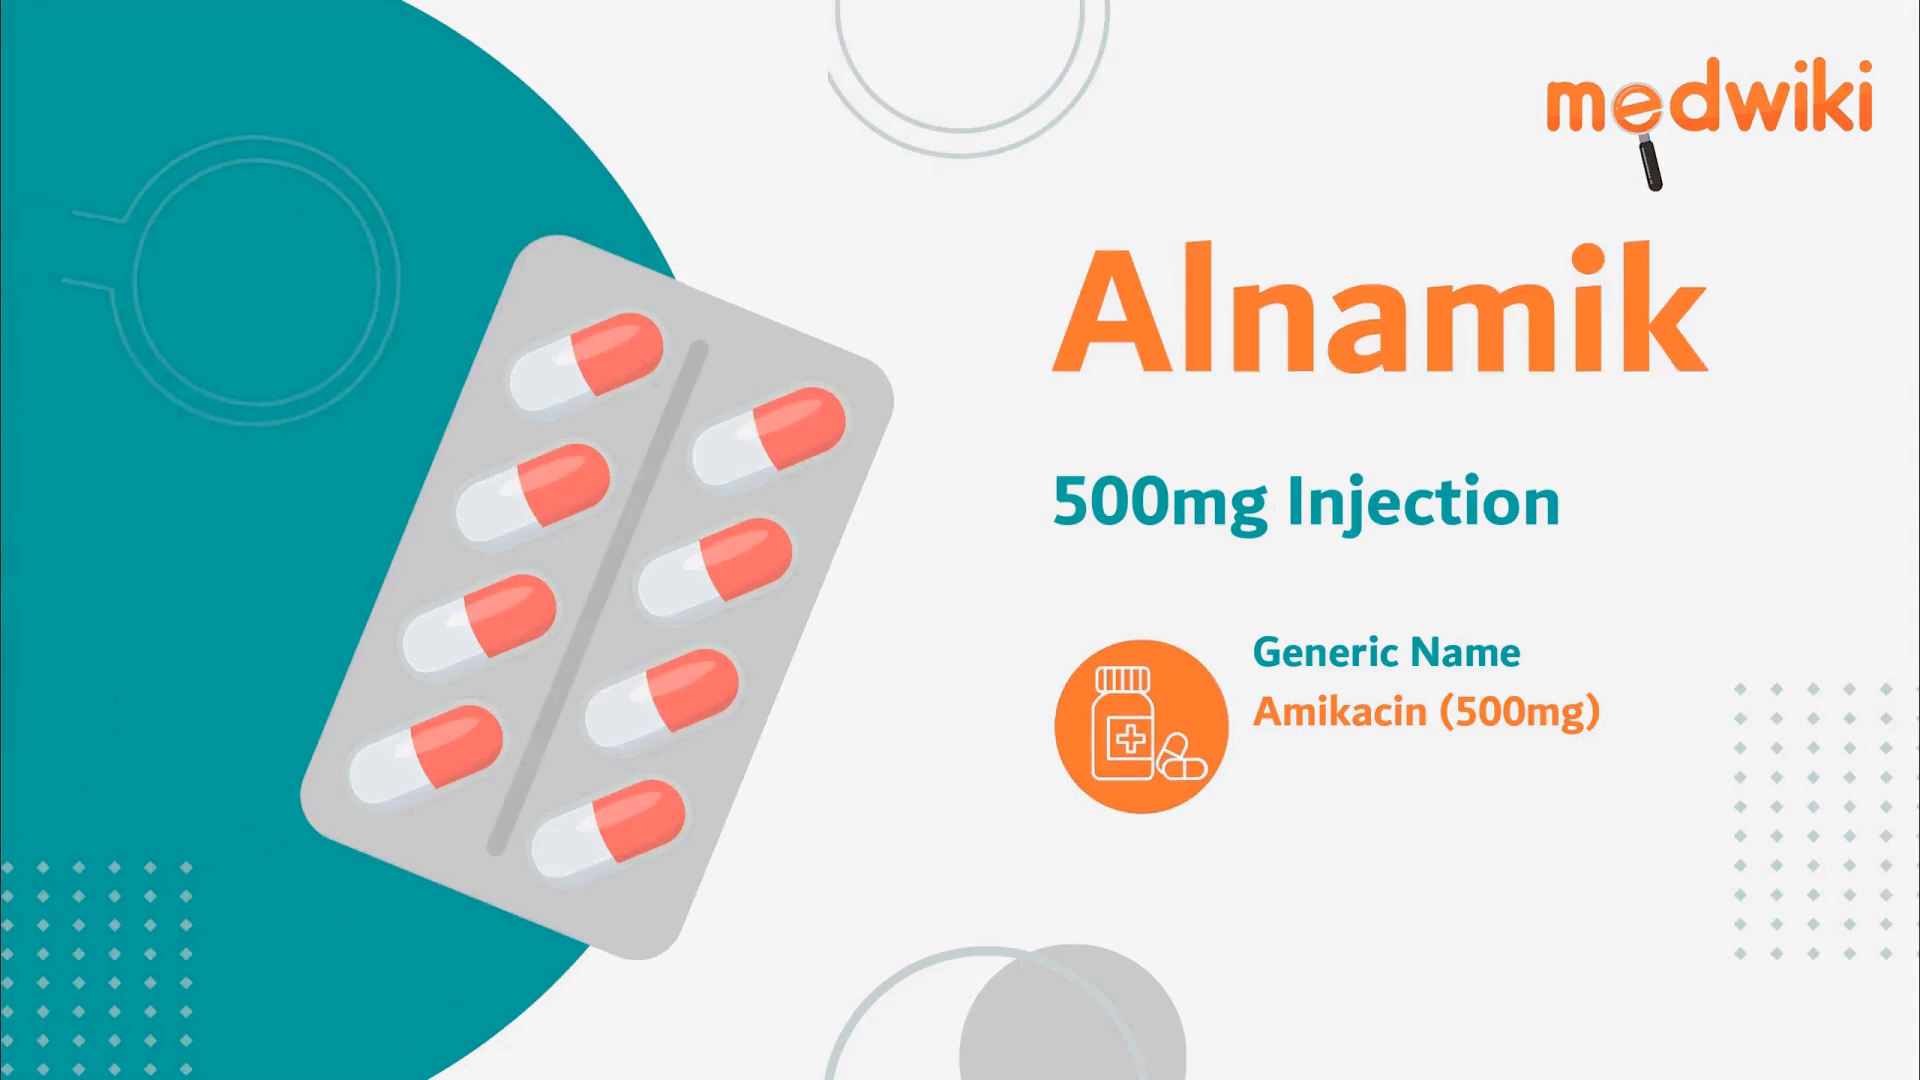 medwiki
Alnamik
500mg Injection
Generic Name
Amikacin (500mg)